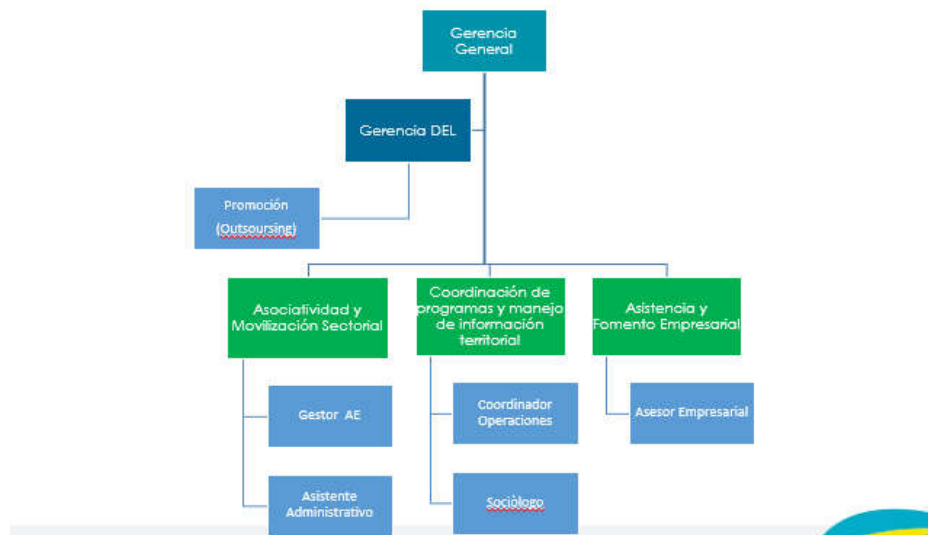 Gerencia
General
Gerencia DEL
Promoción
(Outsoursing)
Asociatividad y
Movilización Sectorial
Coordinación de
programas y manejo
de información
territorial
Asistencia y
Fomento Empresarial
Gestor AE
Coordinador
Operaciones
Asesor Empresarial
Asistente
Administrativo
Sociòlogo